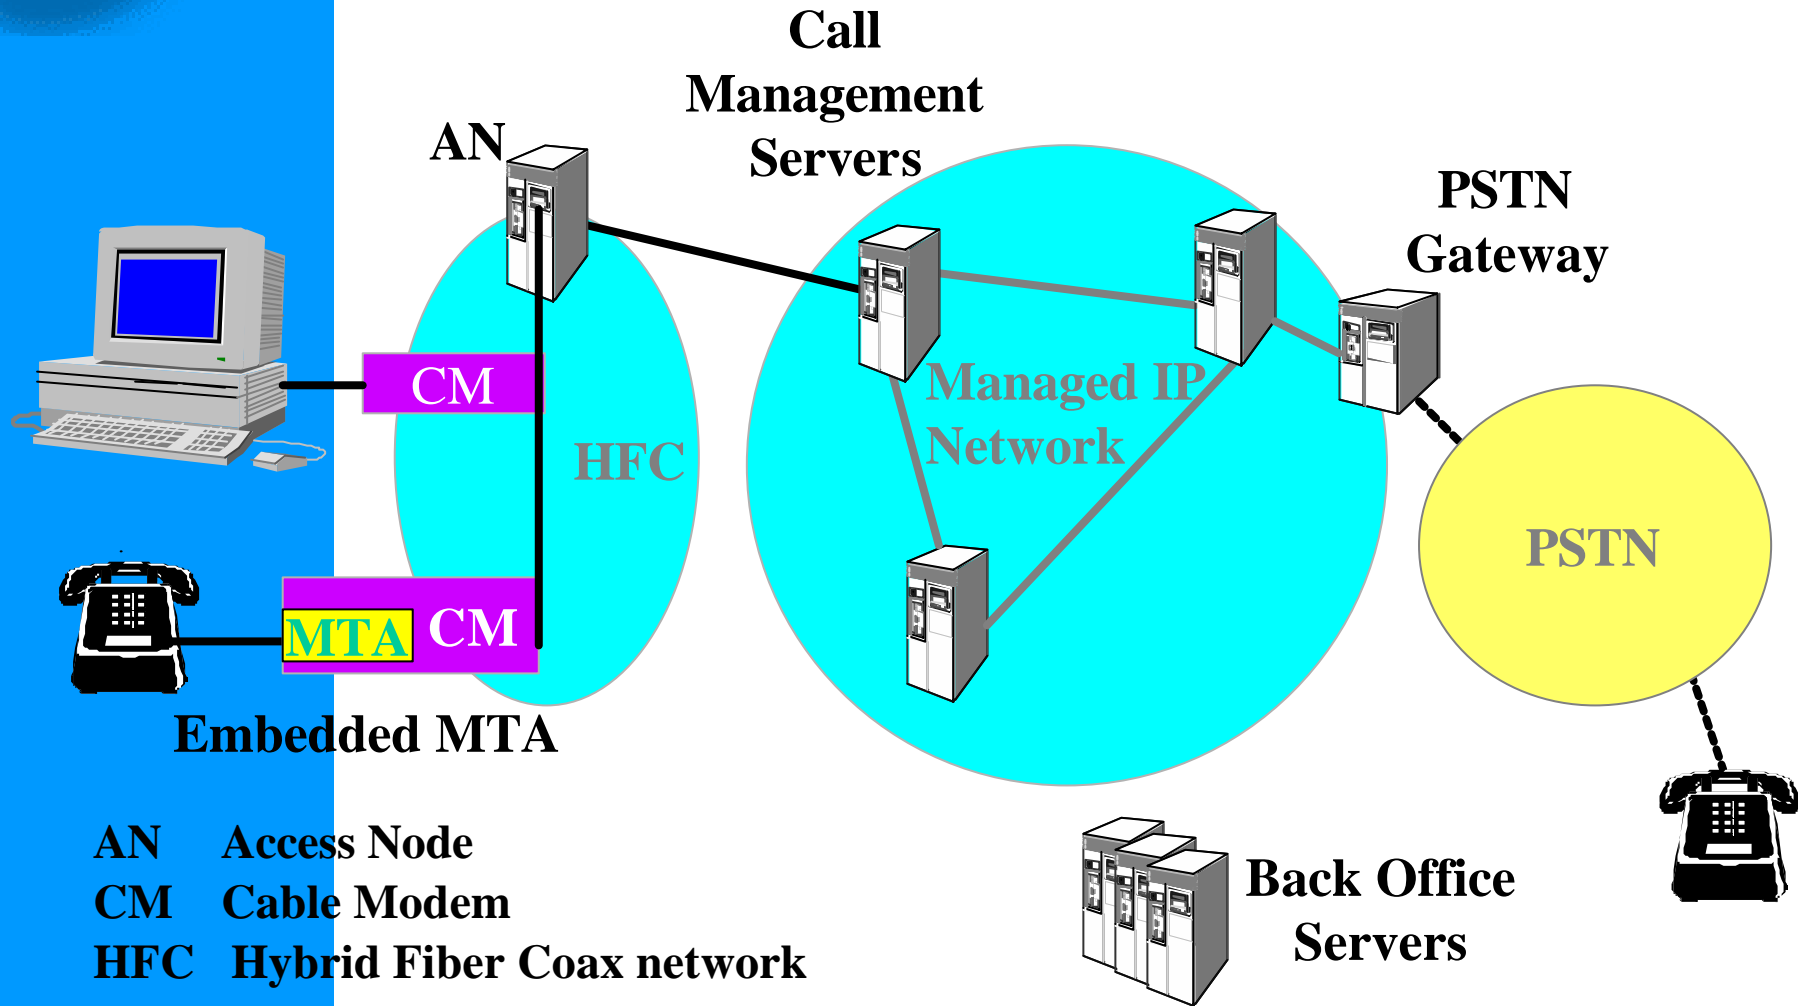 Call
Management
Servers
AN
PSTN
Gateway
CM
Managed IP
Network
HFC
PSTN
MTA CM
Embedded MTA
AN Access Node
CM Cable Modem
HFC Hybrid Fiber Coax network
Back Office
Servers